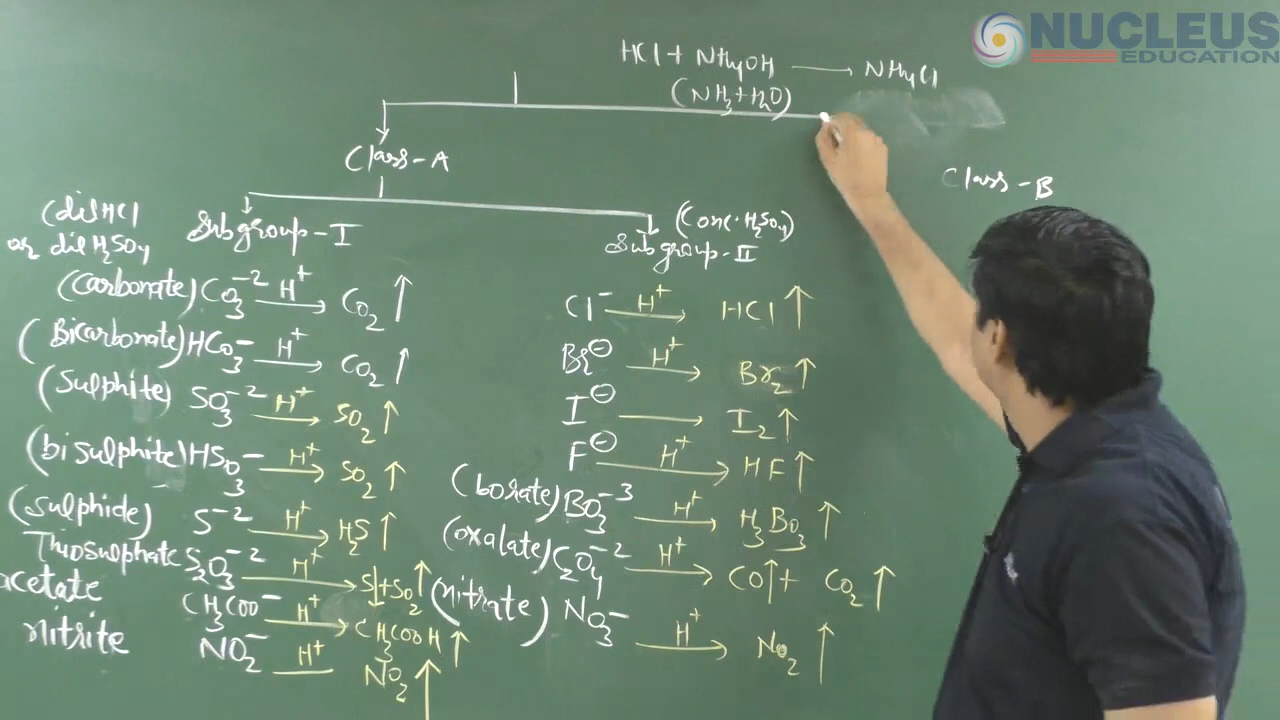 NUCLEUS
EDUCATION
HCl + NH4OH ⟶ NH4Cl
(NH3 + H2O)
Class-A
Class-B
(dil HCl
or dil H2SO4
Subgroup-I
(Conc. H2SO4)
Subgroup-II
(Carbonate) CO3^-2 H+ ⟶ CO2 ↑
(Bicarbonate) HCO3^- H+ ⟶ CO2 ↑
(Sulphite) SO3^-2 H+ ⟶ SO2 ↑
(bisulphite) HSO3^- H+ ⟶ SO2 ↑
(Sulphide) S^-2 H+ ⟶ H2S ↑
Thiosulphate S2O3^-2 H+ ⟶ S↓ + SO2 ↑
acetate CH3COO^- H+ ⟶ CH3COOH ↑
nitrite NO2^- H+ NO2 ↑
Cl^- H+ ⟶ HCl ↑
Br^⊖ H+ ⟶ Br2 ↑
I^⊖ ⟶ I2 ↑
F^⊖ H+ ⟶ HF ↑
(borate) BO3^-3 H+ ⟶ H3BO3 ↑
(oxalate) C2O4^-2 H+ ⟶ CO↑ + CO2 ↑
(nitrate) NO3^- H+ ⟶ NO2 ↑